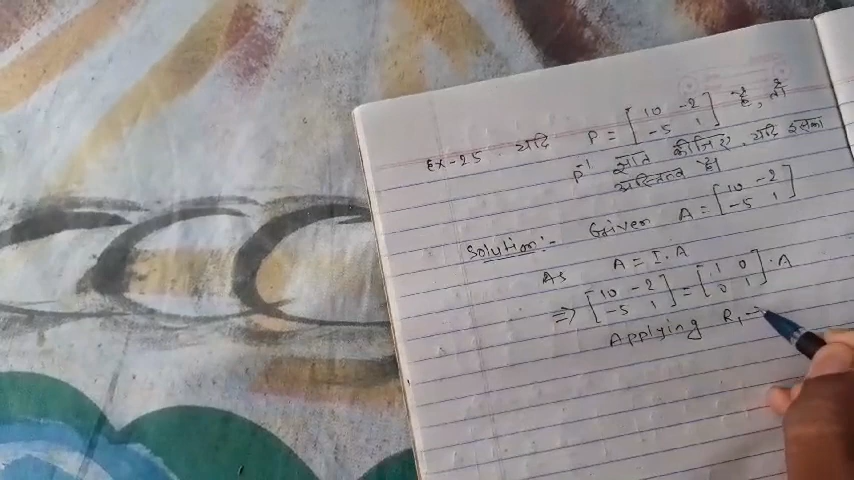 Ex-25. यदि P = [10 -2 -5 1] है, तो
P⁻¹ ज्ञात कीजिए, यदि इसका
अस्तित्व है।
Solution:- Given A = [10 -2 -5 1]
As A = I.A
⇒ [10 -2 -5 1] = [1 0 0 1].A
Applying R₁→